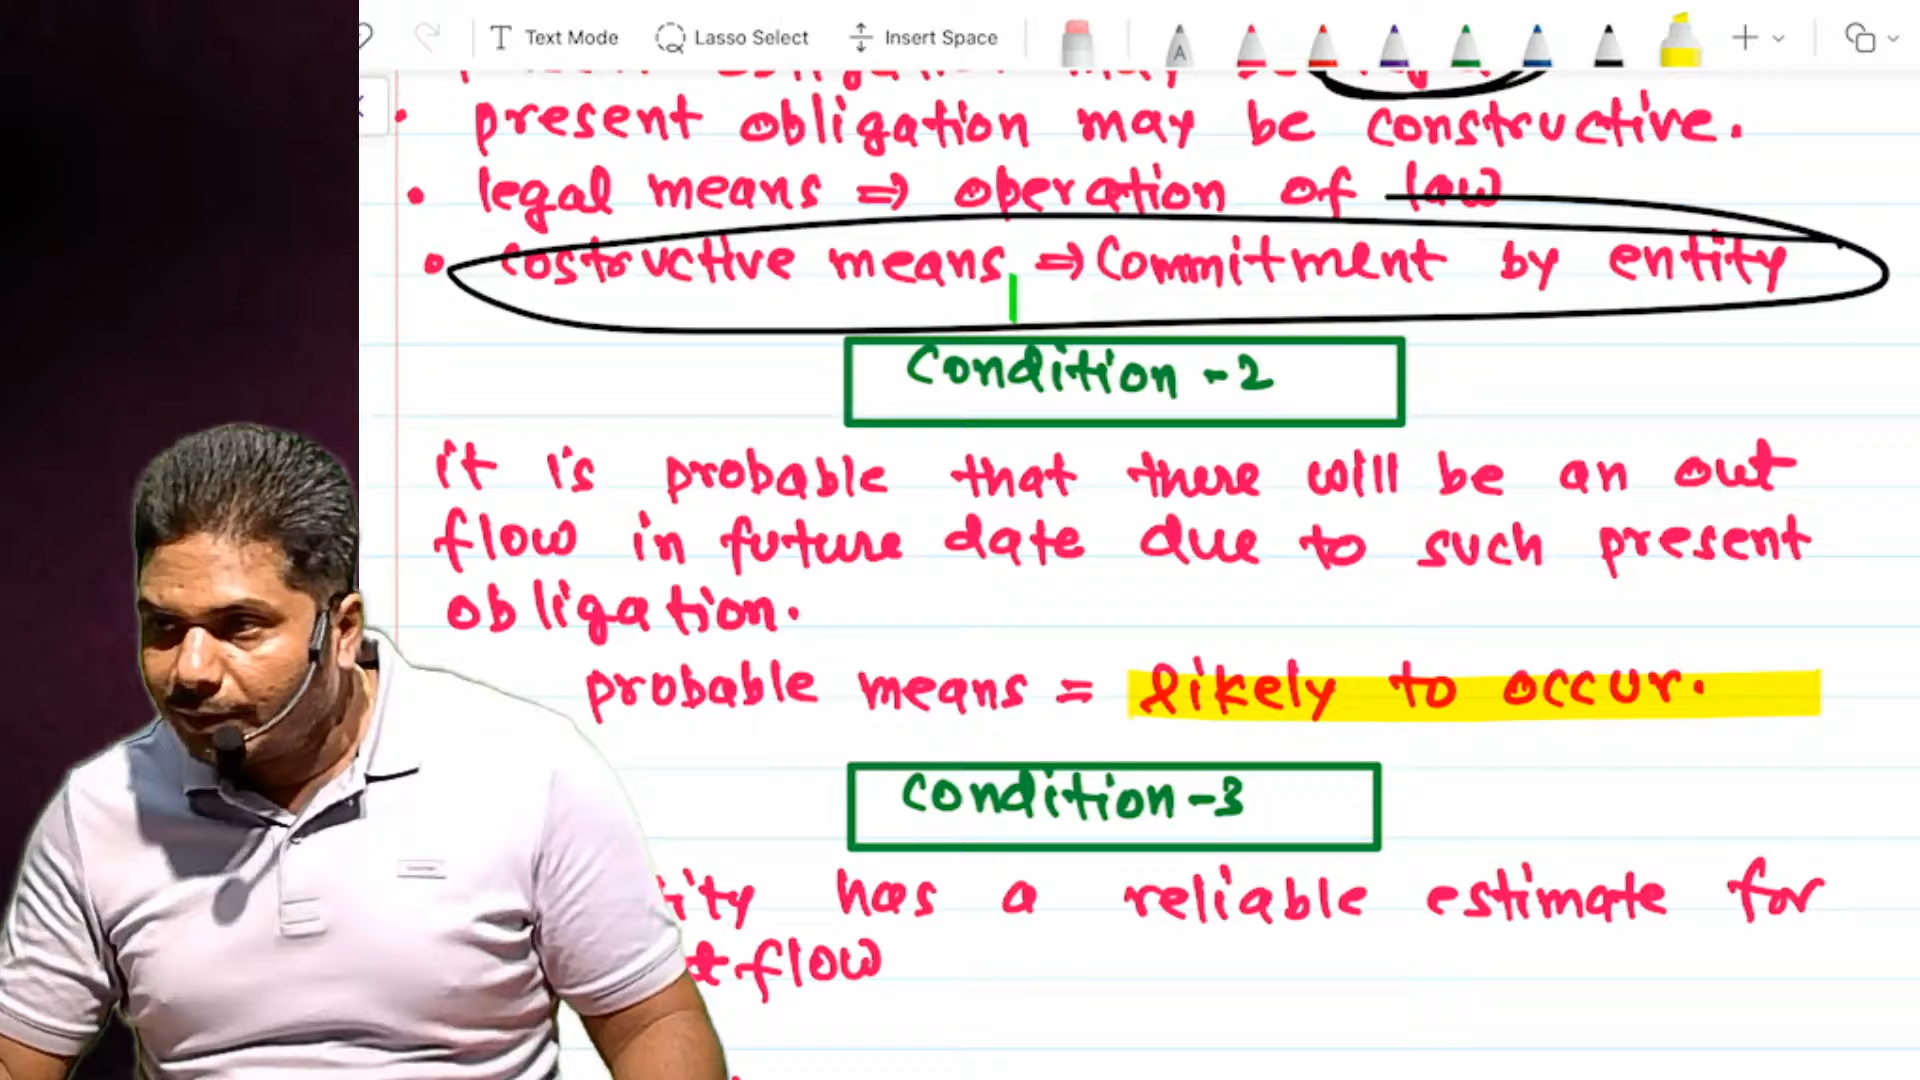 Text Mode Lasso Select Insert Space
present obligation may be constructive.
legal means ⇒ operation of law
costructive means ⇒ Commitment by entity
Condition - 2
it is probable that there will be an out
flow in future date due to such present
obligation.
probable means = likely to occur.
Condition - 3
ity has a reliable estimate for
flow